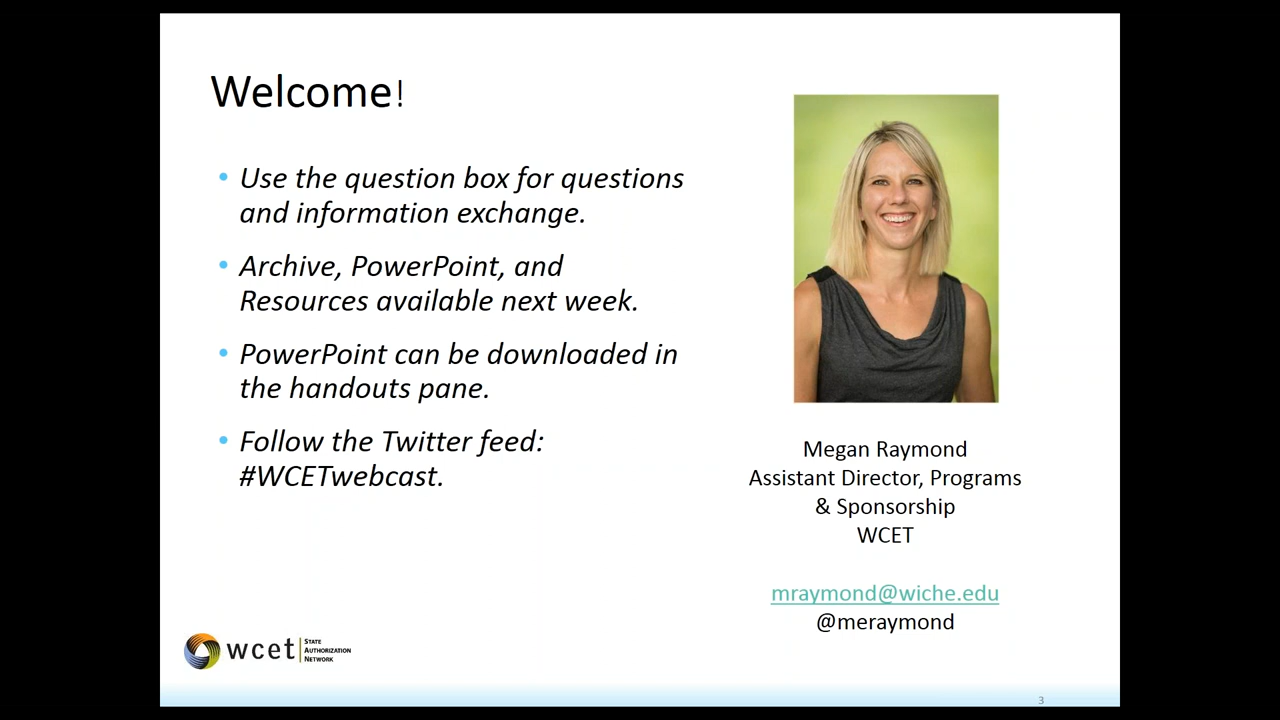 Welcome!
• Use the question box for questions
and information exchange.
• Archive, PowerPoint, and
Resources available next week.
• PowerPoint can be downloaded in
the handouts pane.
• Follow the Twitter feed:
#WCETwebcast.
Megan Raymond
Assistant Director, Programs
& Sponsorship
WCET
mraymond@wiche.edu
@meraymond
wcet
STATE
AUTHORIZATION
NETWORK
3